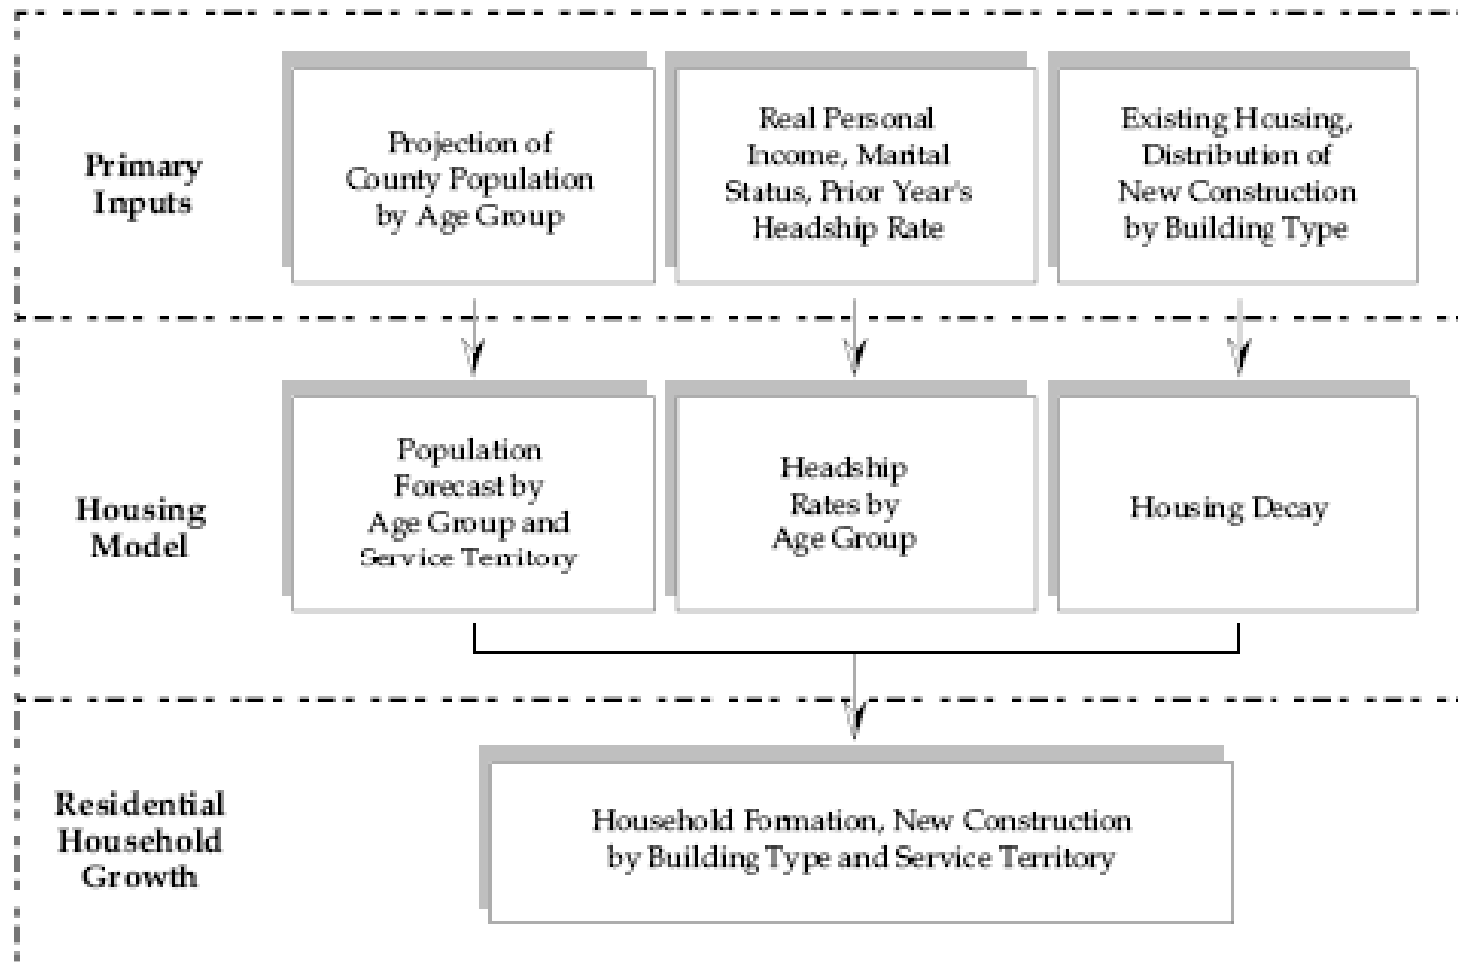 Primary
Inputs
Projection of
County Population
by Age Group
Real Personal
Income, Marital
Status, Prior Year's
Headship Rate
Existing Housing,
Distribution of
New Construction
by Building Type
Housing
Model
Population
Forecast by
Age Group and
Service Territory
Headship
Rates by
Age Group
Housing Decay
Residential
Household
Growth
Household Formation, New Construction
by Building Type and Service Territory